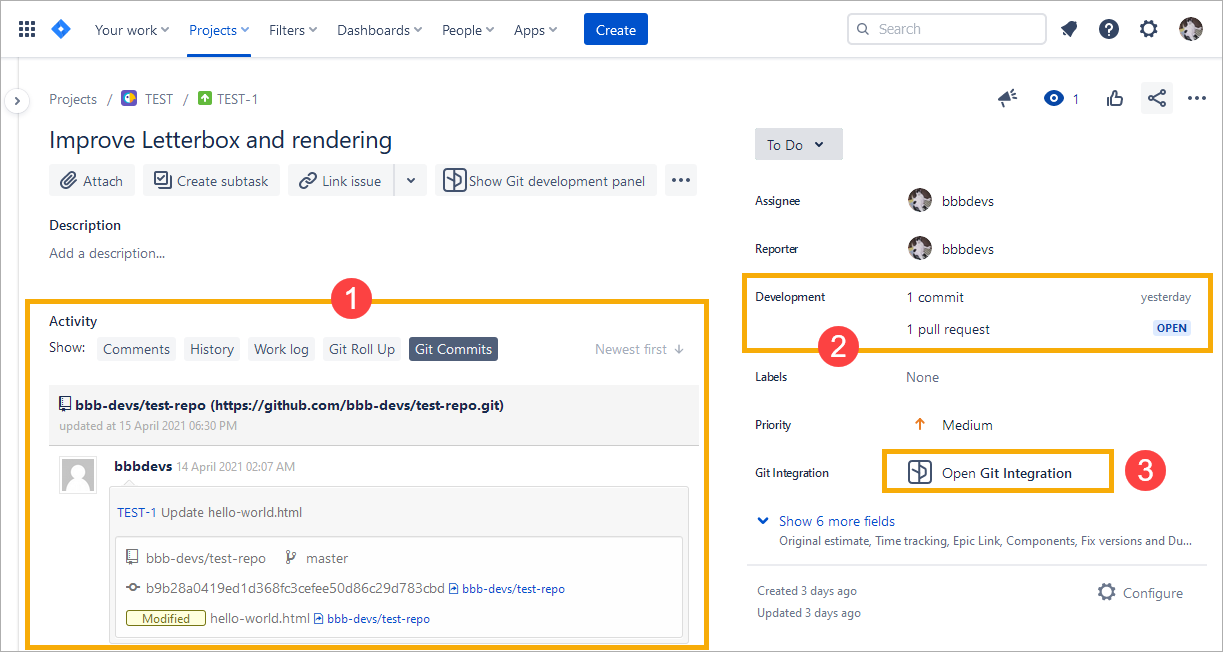 Your work Projects Filters Dashboards People Apps Create Search
Projects / TEST / TEST-1
1
Improve Letterbox and rendering
To Do
Attach Create subtask Link issue Show Git development panel
Description
Add a description...
Assignee bbbdevs
Reporter bbbdevs
1
Activity
Show: Comments History Work log Git Roll Up Git Commits Newest first
bbb-devs/test-repo (https://github.com/bbb-devs/test-repo.git)
updated at 15 April 2021 06:30 PM
bbbdevs 14 April 2021 02:07 AM
TEST-1 Update hello-world.html
bbb-devs/test-repo master
b9b28a0419ed1d368fc3cefee50d86c29d783cbd bbb-devs/test-repo
Modified hello-world.html bbb-devs/test-repo
Development 1 commit yesterday
1 pull request OPEN
2
Labels None
Priority Medium
Git Integration Open Git Integration
3
Show 6 more fields
Original estimate, Time tracking, Epic Link, Components, Fix versions and Du...
Created 3 days ago
Updated 3 days ago
Configure